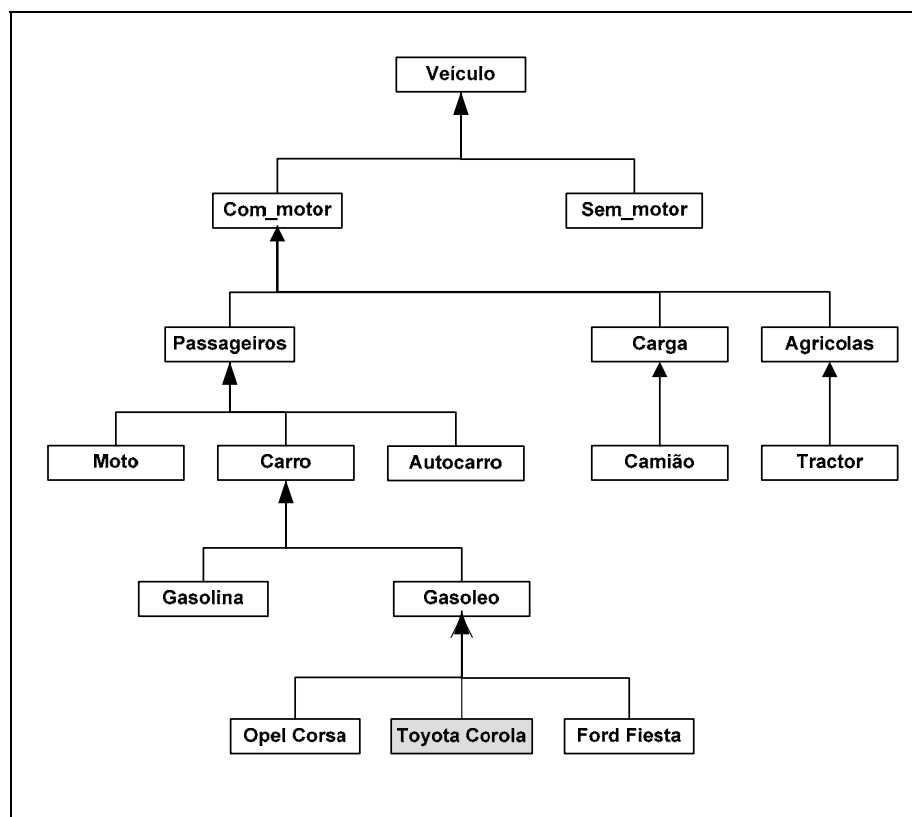 Veículo
Com_motor
Sem_motor
Passageiros
Carga
Agricolas
Moto
Carro
Autocarro
Camião
Tractor
Gasolina
Gasoleo
Opel Corsa
Toyota Corola
Ford Fiesta